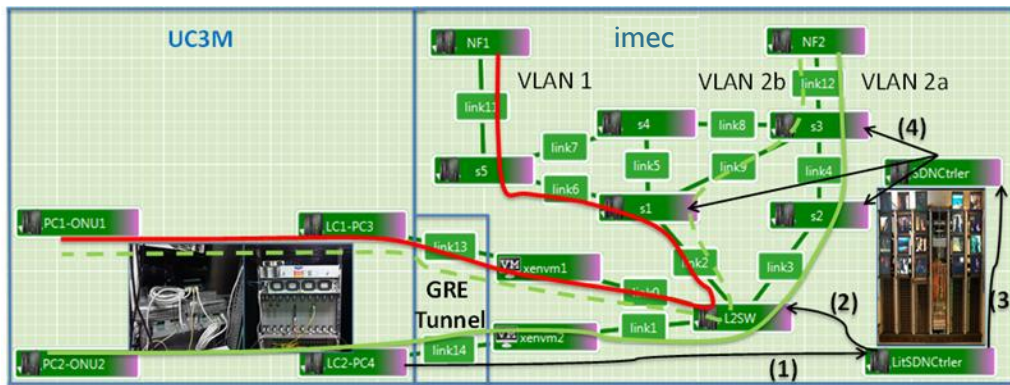 UC3M
imec
NF1
NF2
VLAN 1
VLAN 2b
link12
VLAN 2a
link11
s4
link8
s3
(4)
link7
link5
link9
link4
s5
link6
SDNCtrler
s1
s2
PC1-ONU1
LC1-PC3
link13
link2
link3
xenvm1
link0
(3)
GRE
Tunnel
L2SW
(2)
link1
xenvm2
PC2-ONU2
LC2-PC4
link14
(1)
LitSDNCtrler